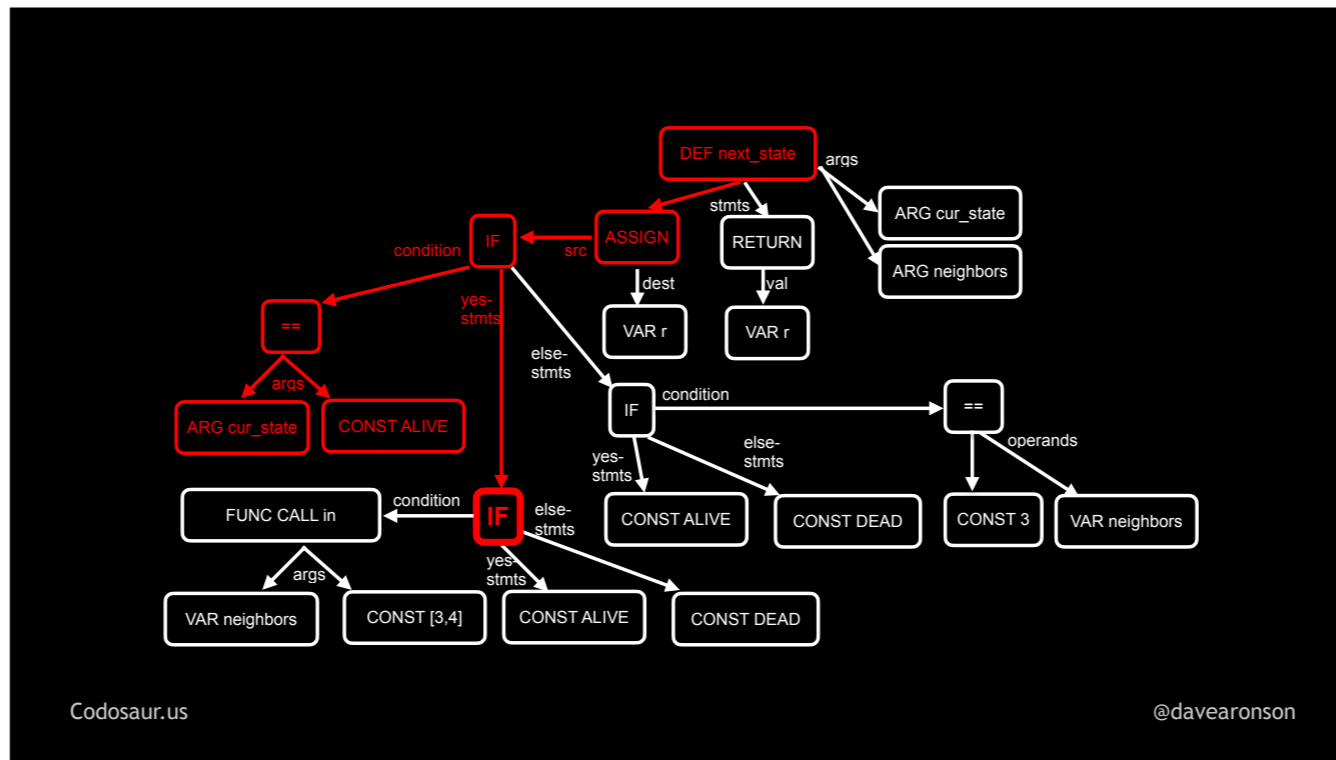 DEF next_state
args
ARG cur_state
stmts
IF
ASSIGN
RETURN
condition
src
ARG neighbors
dest
val
yes-
stmts
==
VAR r
VAR r
else-
stmts
args
IF
condition
==
ARG cur_state
CONST ALIVE
operands
yes-
stmts
else-
stmts
FUNC CALL in
condition
IF
else-
stmts
CONST ALIVE
CONST DEAD
CONST 3
VAR neighbors
yes-
stmts
args
VAR neighbors
CONST [3,4]
CONST ALIVE
CONST DEAD
Codosaur.us
@davearonson